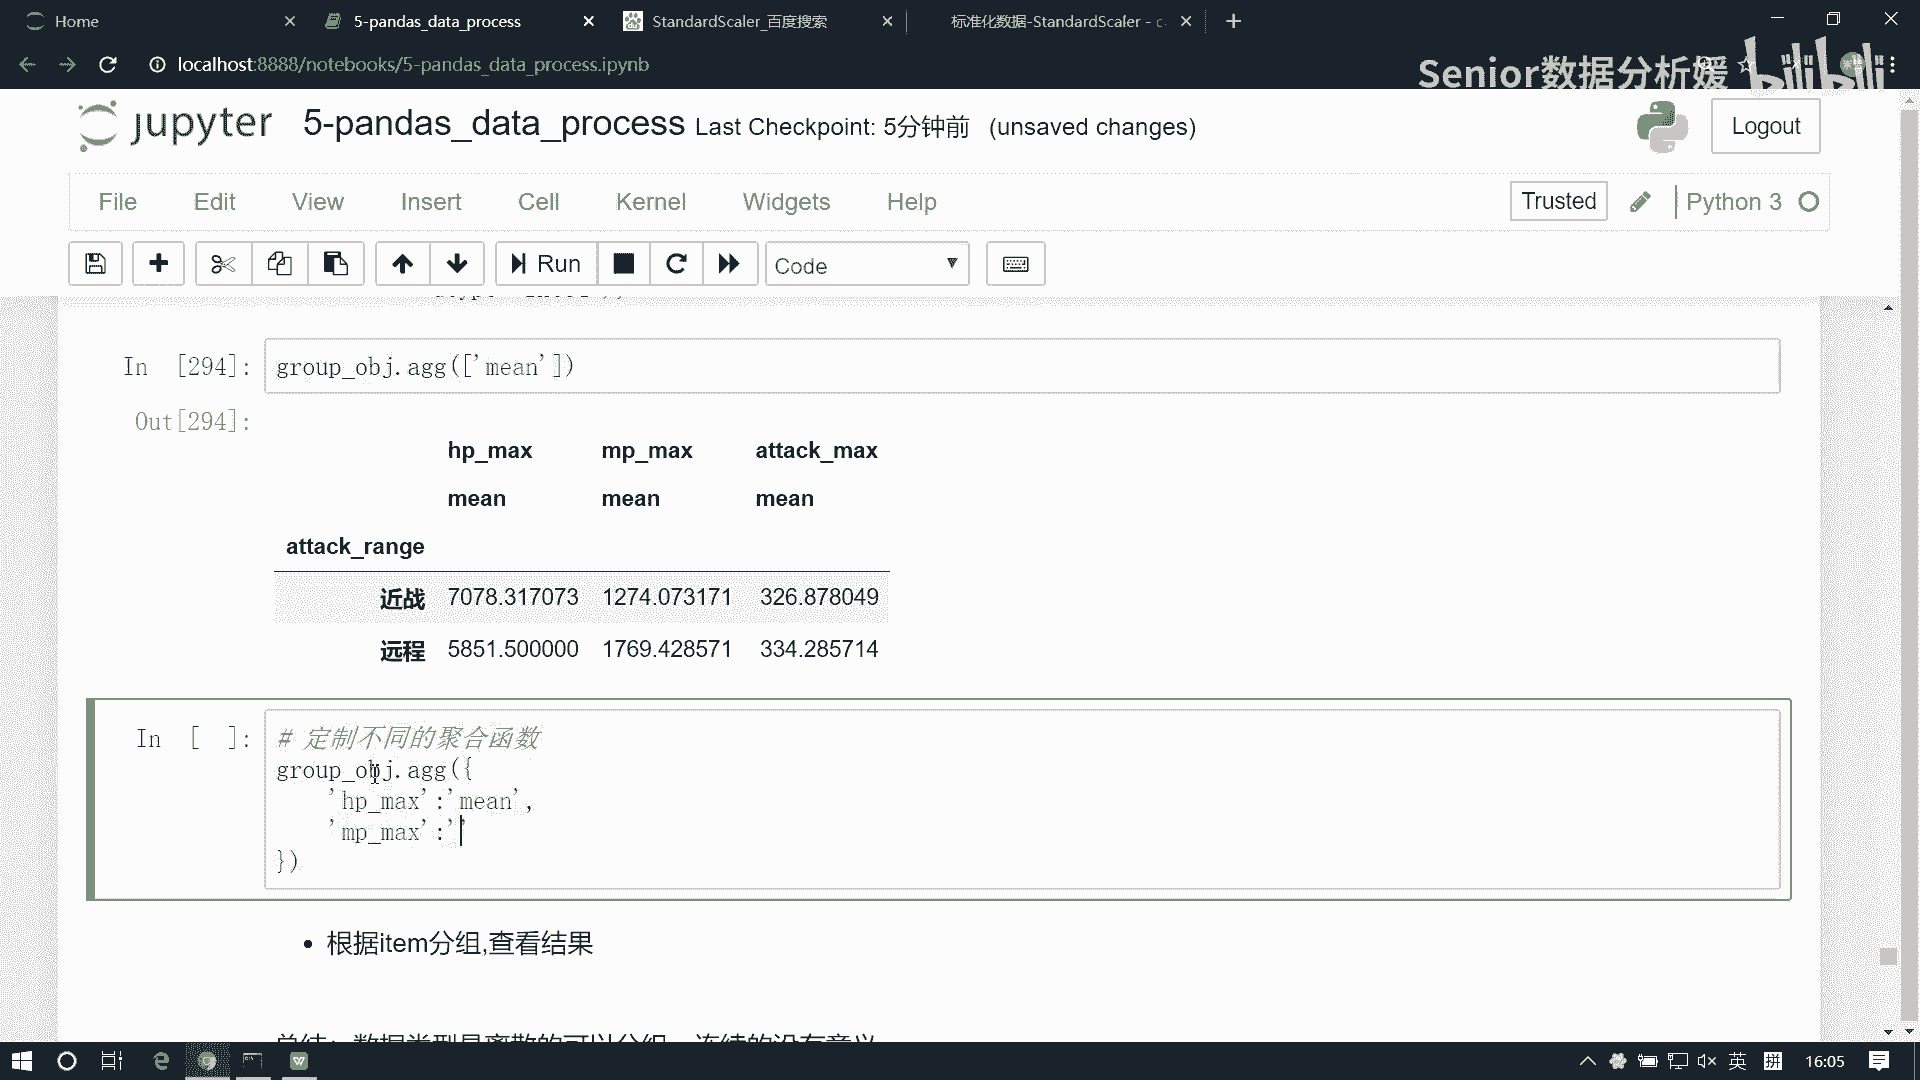 Home
5-pandas_data_process
StandardScaler_百度搜索
标准化数据-StandardScaler - c
localhost:8888/notebooks/5-pandas_data_process.ipynb
Senior数据分析媛
bilibili
jupyter
5-pandas_data_process Last Checkpoint: 5分钟前 (unsaved changes)
Logout
File Edit View Insert Cell Kernel Widgets Help
Trusted
Python 3
Run
Code
In [294]: group_obj.agg(['mean'])
Out[294]:
hp_max mp_max attack_max
mean mean mean
attack_range
近战 7078.317073 1274.073171 326.878049
远程 5851.500000 1769.428571 334.285714
In [ ]: # 定制不同的聚合函数
group_obj.agg({
'hp_max':'mean',
'mp_max':''
})
• 根据item分组,查看结果
英
拼
16:05